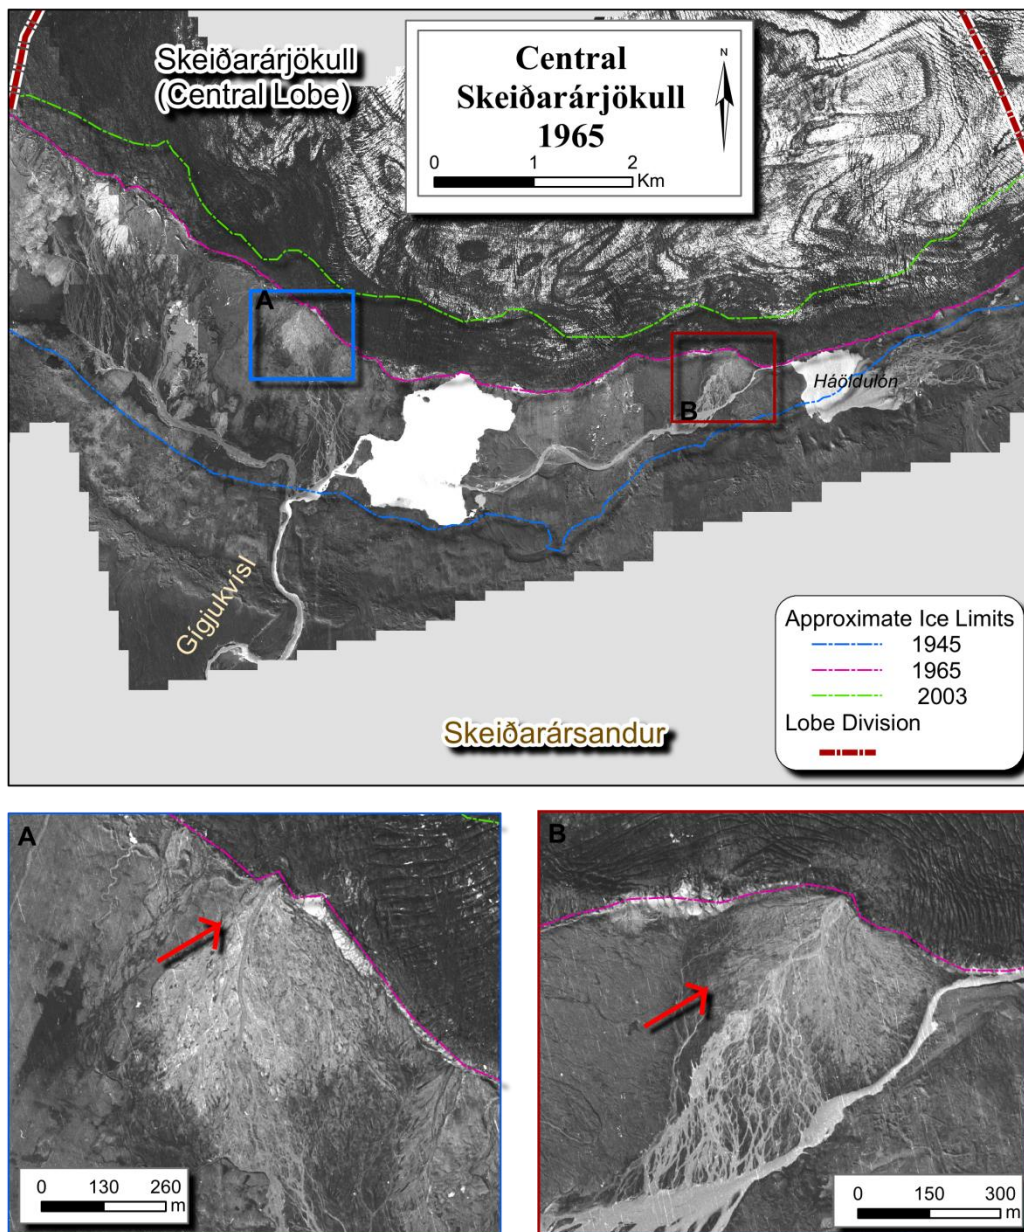 Skeiðarárjökull
(Central Lobe)
Central
Skeiðarárjökull
1965
N
0 1 2
Km
A
B
Háöldulón
Gígjukvísl
Skeiðarársandur
Approximate Ice Limits
1945
1965
2003
Lobe Division
A
0 130 260
m
B
0 150 300
m